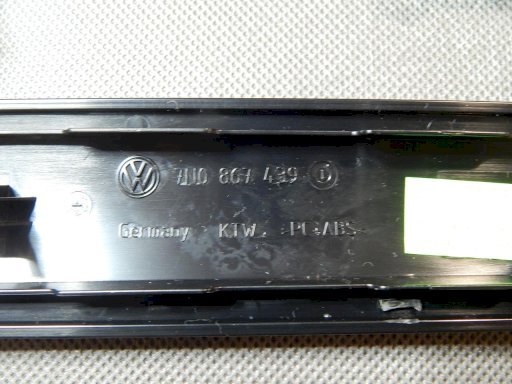 7N0 867 439 D
Germany KTW. >PC+ABS<